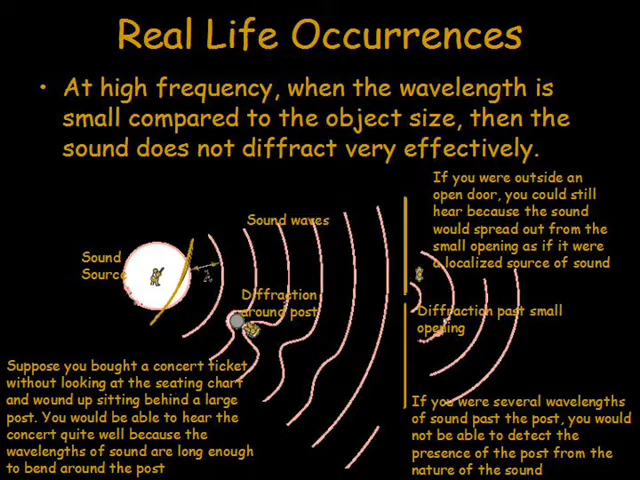 Real Life Occurrences
• At high frequency, when the wavelength is
small compared to the object size, then the
sound does not diffract very effectively.
If you were outside an
open door, you could still
hear because the sound
would spread out from the
small opening as if it were
a localized source of sound
Sound waves
Sound
Source
λ
Diffraction
around post
Diffraction past small
opening
Suppose you bought a concert ticket
without looking at the seating chart
and wound up sitting behind a large
post. You would be able to hear the
concert quite well because the
wavelengths of sound are long enough
to bend around the post
If you were several wavelengths
of sound past the post, you would
not be able to detect the
presence of the post from the
nature of the sound